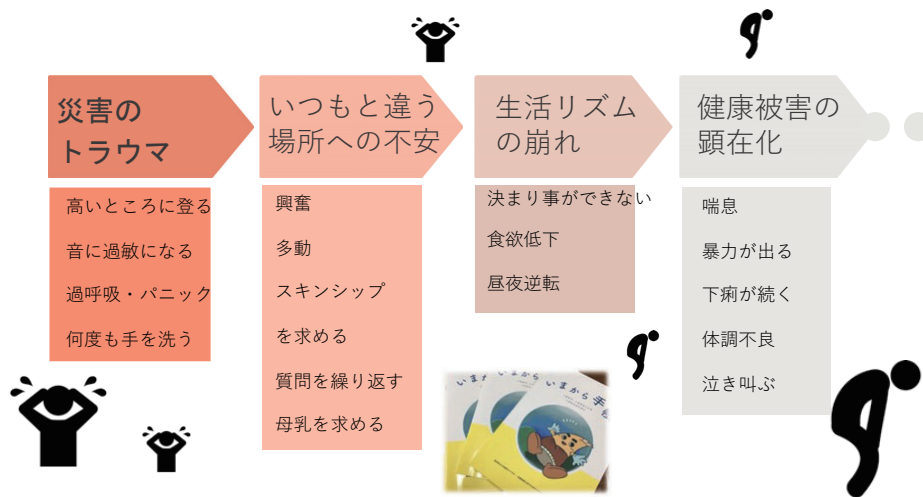 災害の
トラウマ
高いところに登る
音に過敏になる
過呼吸・パニック
何度も手を洗う
いつもと違う
場所への不安
興奮
多動
スキンシップ
を求める
質問を繰り返す
母乳を求める
生活リズム
の崩れ
決まり事ができない
食欲低下
昼夜逆転
健康被害の
顕在化
喘息
暴力が出る
下痢が続く
体調不良
泣き叫ぶ
いまから手